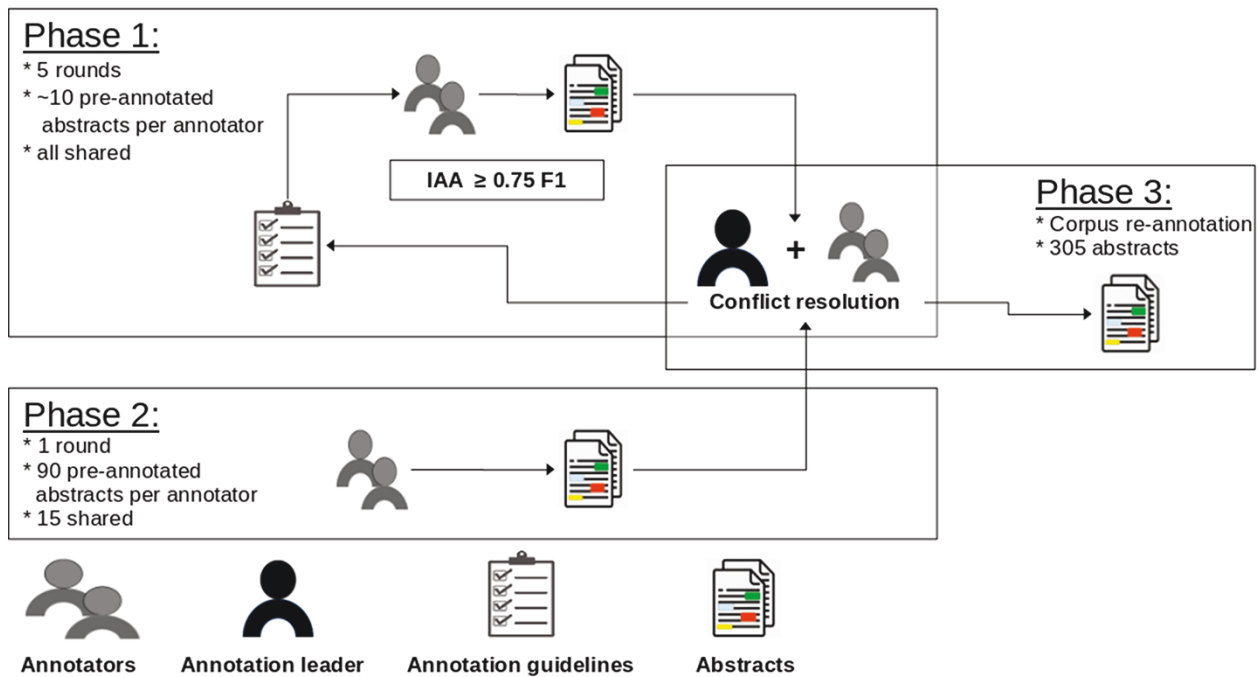 Phase 1:
* 5 rounds
* ~10 pre-annotated
abstracts per annotator
* all shared
IAA ≥ 0.75 F1
Phase 3:
* Corpus re-annotation
* 305 abstracts
+
Conflict resolution
Phase 2:
* 1 round
* 90 pre-annotated
abstracts per annotator
* 15 shared
Annotators
Annotation leader
Annotation guidelines
Abstracts